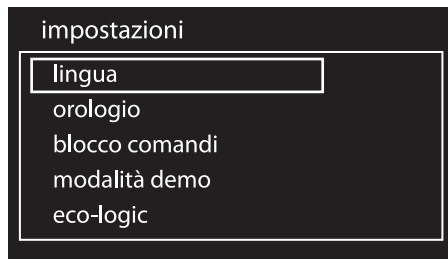 impostazioni
lingua
orologio
blocco comandi
modalità demo
eco-logic